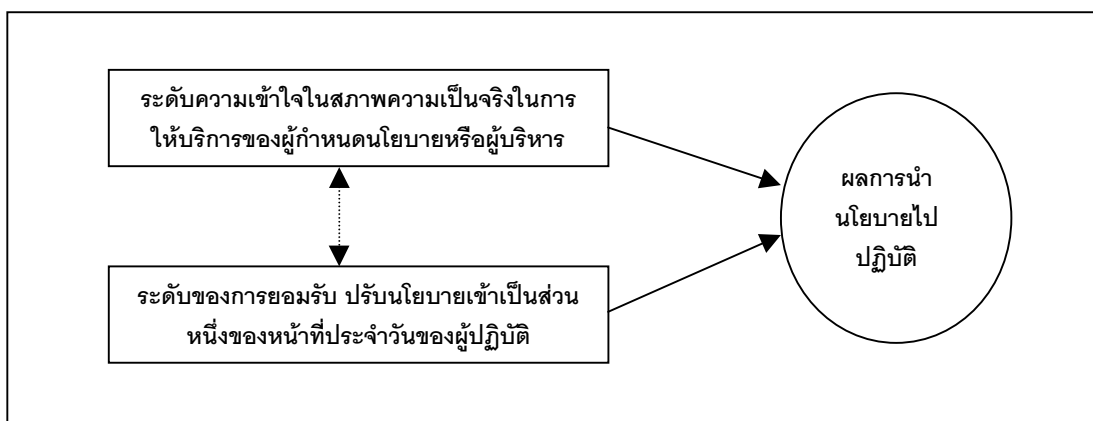 ระดับความเข้าใจในสภาพความเป็นจริงในการ
ให้บริการของผู้กำหนดนโยบายหรือผู้บริหาร
ระดับของการยอมรับ ปรับนโยบายเข้าเป็นส่วน
หนึ่งของหน้าที่ประจำวันของผู้ปฏิบัติ
ผลการนำ
นโยบายไป
ปฏิบัติ